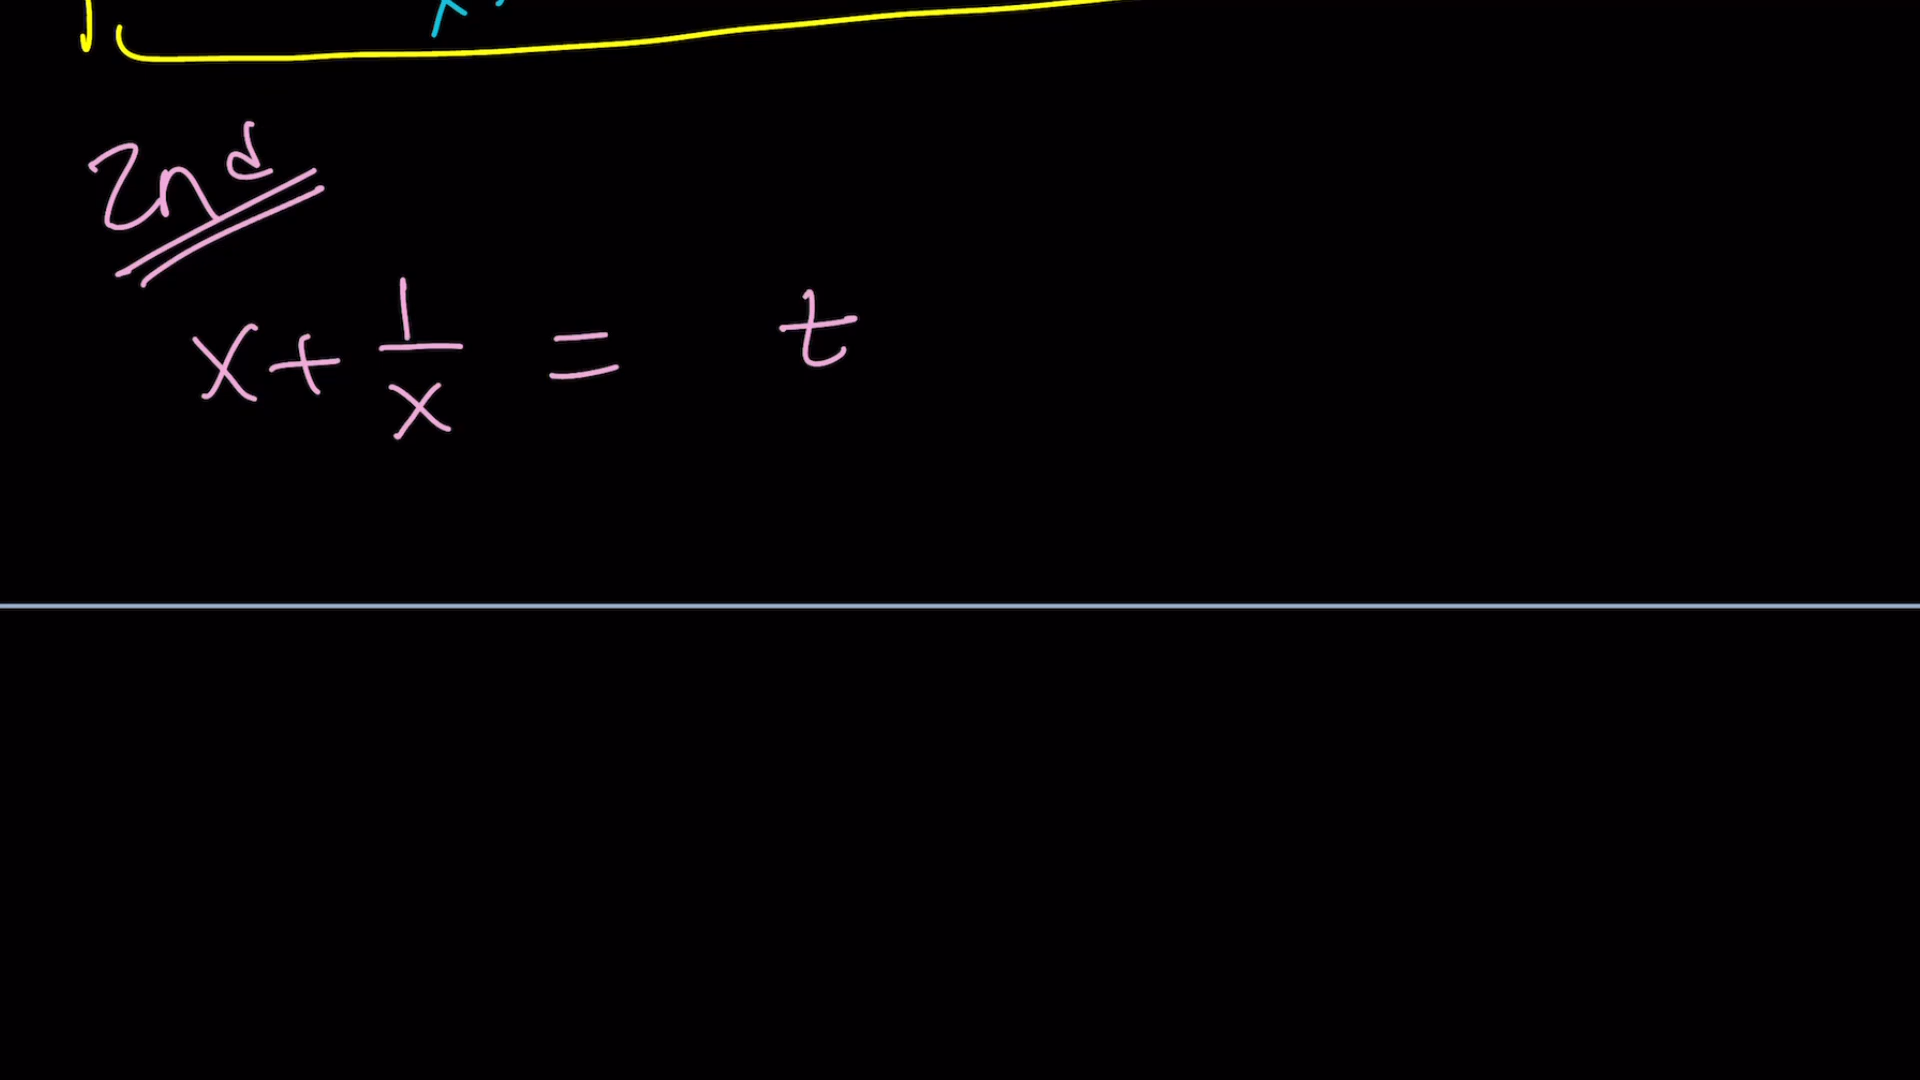 2nd
x + 1/x = t